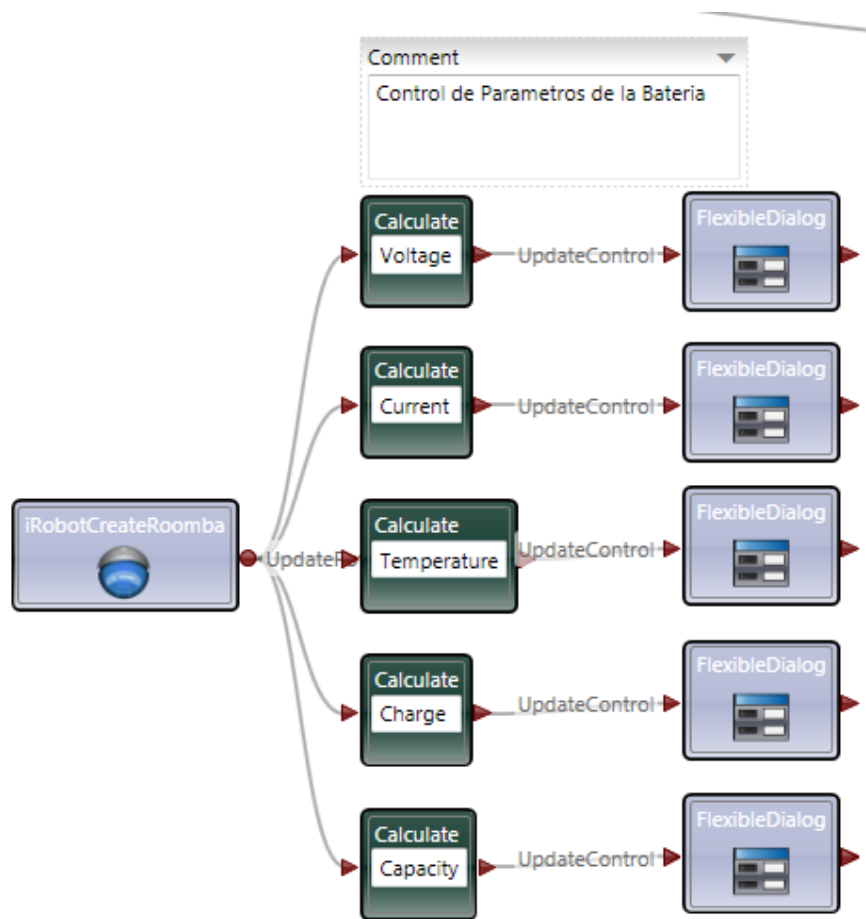 Comment
Control de Parametros de la Bateria
Calculate
Voltage
UpdateControl
FlexibleDialog
Calculate
Current
UpdateControl
FlexibleDialog
iRobotCreateRoomba
Calculate
Temperature
UpdateControl
FlexibleDialog
Calculate
Charge
UpdateControl
FlexibleDialog
Calculate
Capacity
UpdateControl
FlexibleDialog